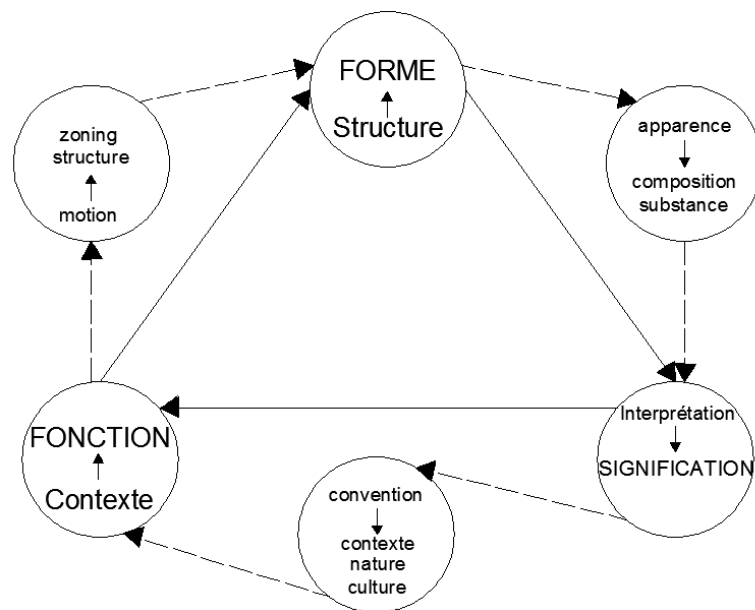 FORME
Structure
zoning
structure
motion
apparence
composition
substance
FONCTION
Contexte
Interprétation
SIGNIFICATION
convention
contexte
nature
culture